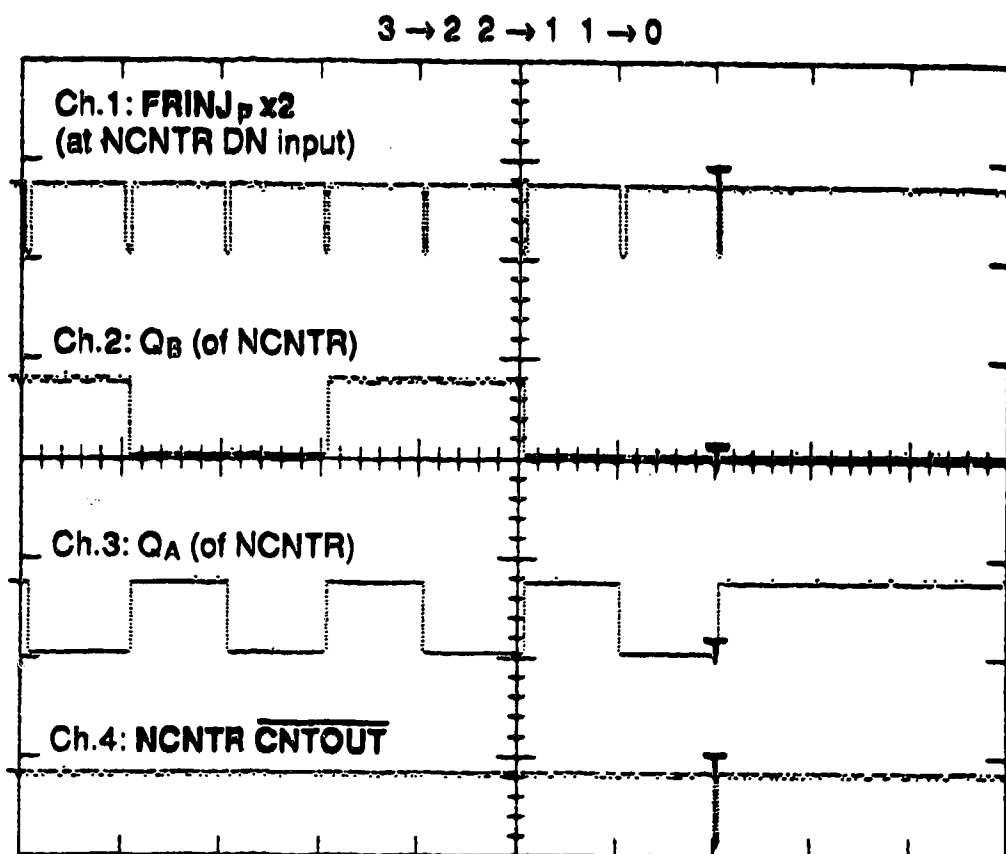 3 → 2 2 → 1 1 → 0
Ch.1: FRINJp x2
(at NCNTR DN input)
Ch.2: QB (of NCNTR)
Ch.3: QA (of NCNTR)
Ch.4: NCNTR CNTOUT